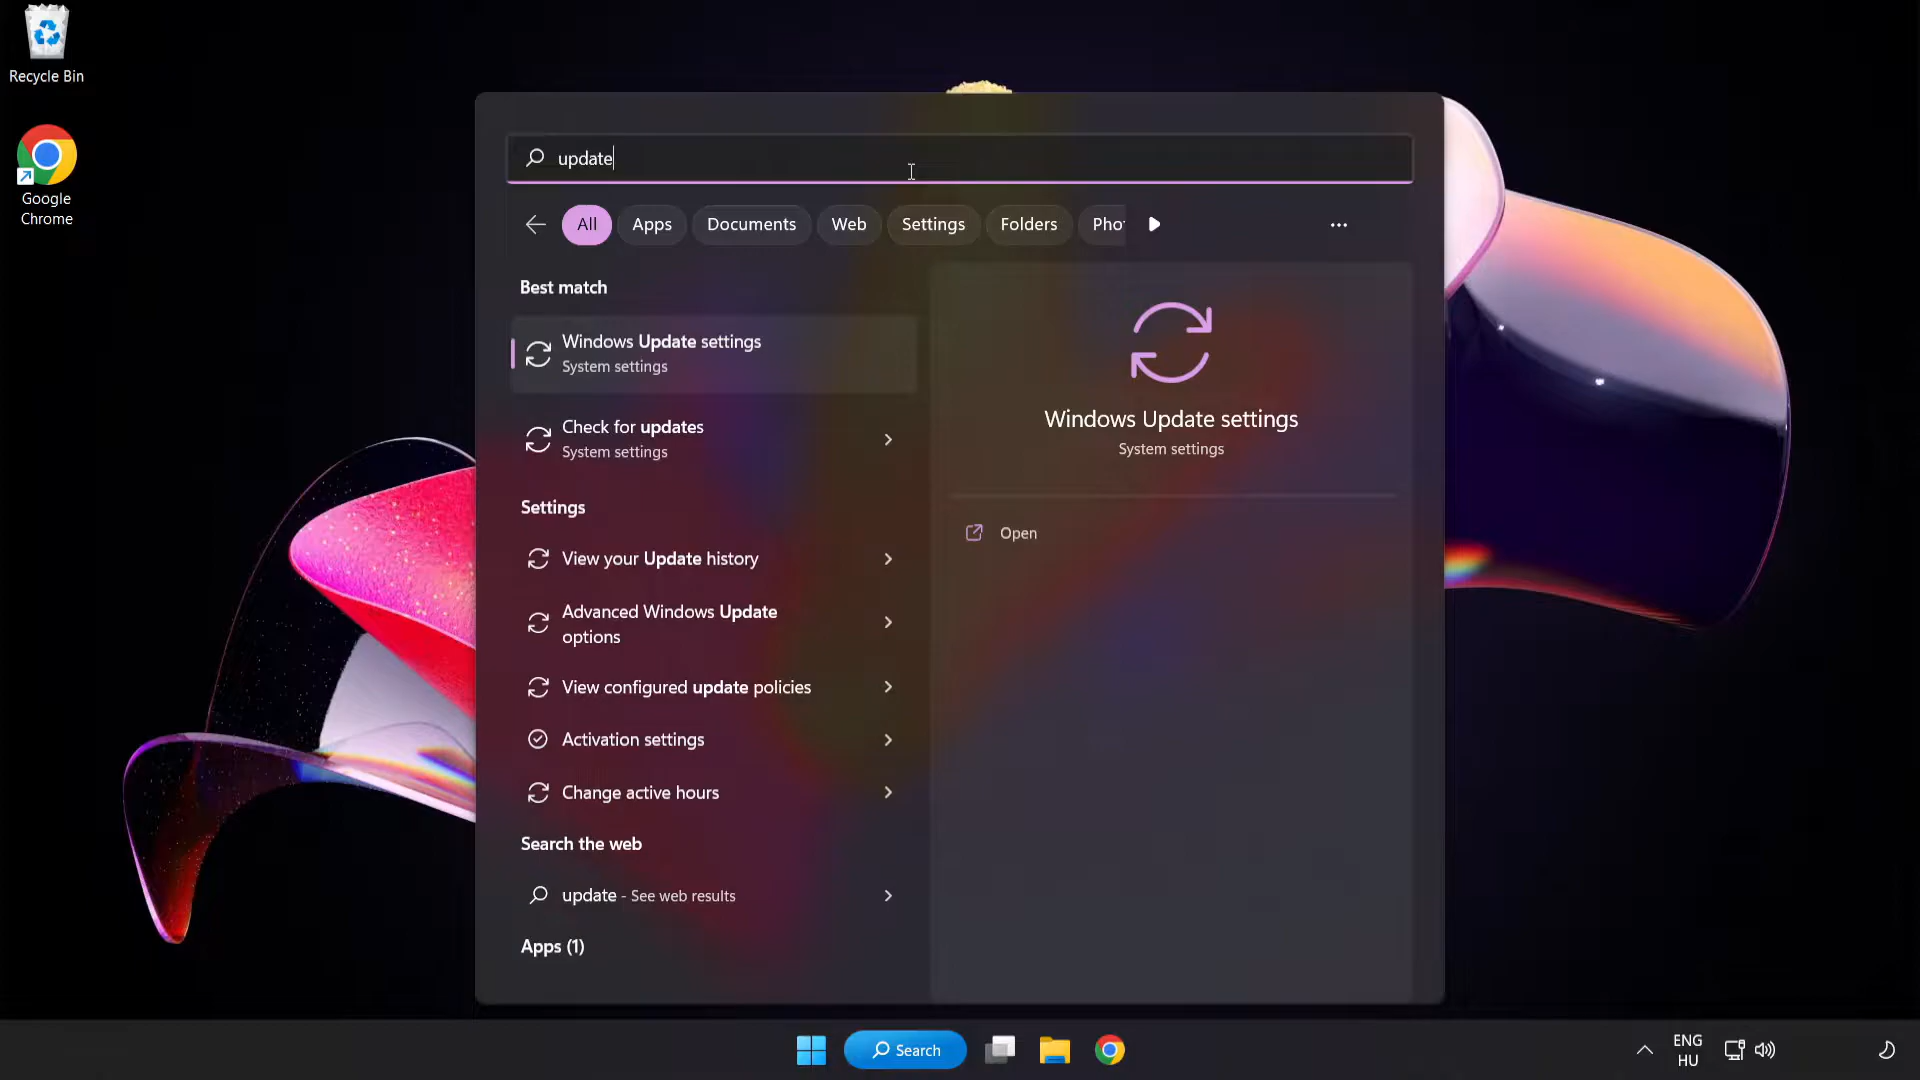 Recycle Bin
Google
Chrome
update
All
Apps
Documents
Web
Settings
Folders
Pho
Best match
Windows Update settings
System settings
Check for updates
System settings
Settings
View your Update history
Advanced Windows Update
options
View configured update policies
Activation settings
Change active hours
Search the web
update - See web results
Apps (1)
Windows Update settings
System settings
Open
Search
ENG
HU